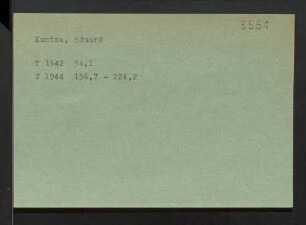 3554
Kuntze, Eduard
T 1942 54,1
T 1944 156,7 - 224,2